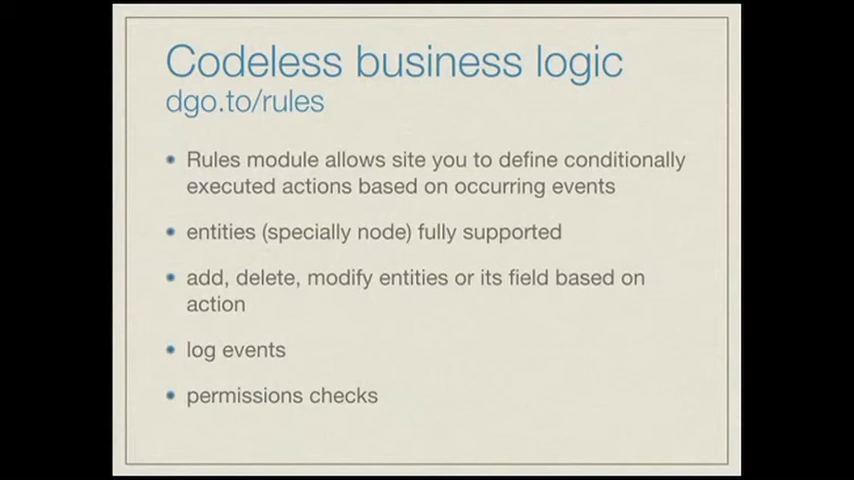 Codeless business logic
dgo.to/rules
Rules module allows site you to define conditionally
executed actions based on occurring events
entities (specially node) fully supported
add, delete, modify entities or its field based on
action
log events
permissions checks